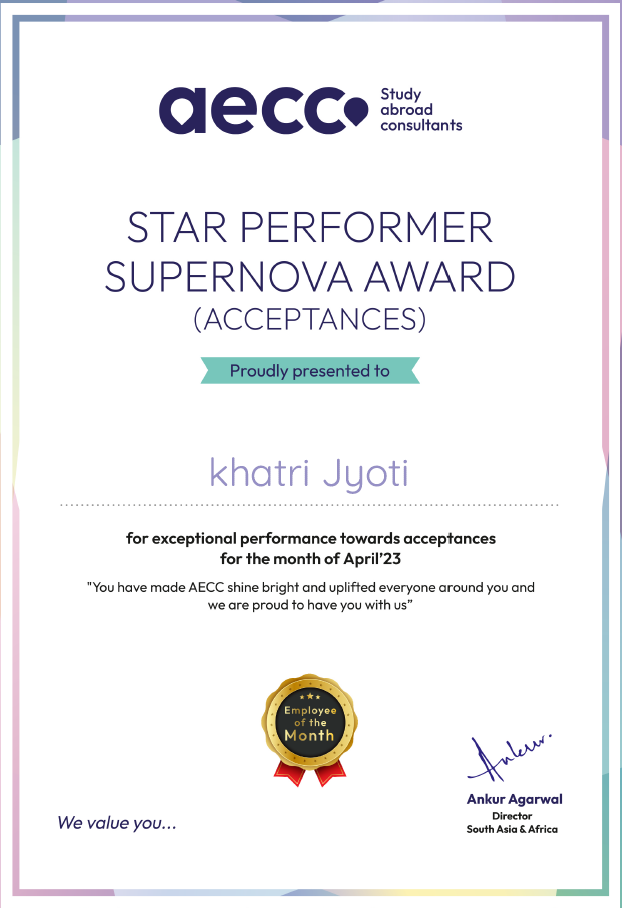 aecc
Study
abroad
consultants
STAR PERFORMER
SUPERNOVA AWARD
(ACCEPTANCES)
Proudly presented to
khatri Jyoti
for exceptional performance towards acceptances
for the month of April'23
"You have made AECC shine bright and uplifted everyone around you and
we are proud to have you with us”
Employee
of the
Month
Ankur.
Ankur Agarwal
Director
South Asia & Africa
We value you...